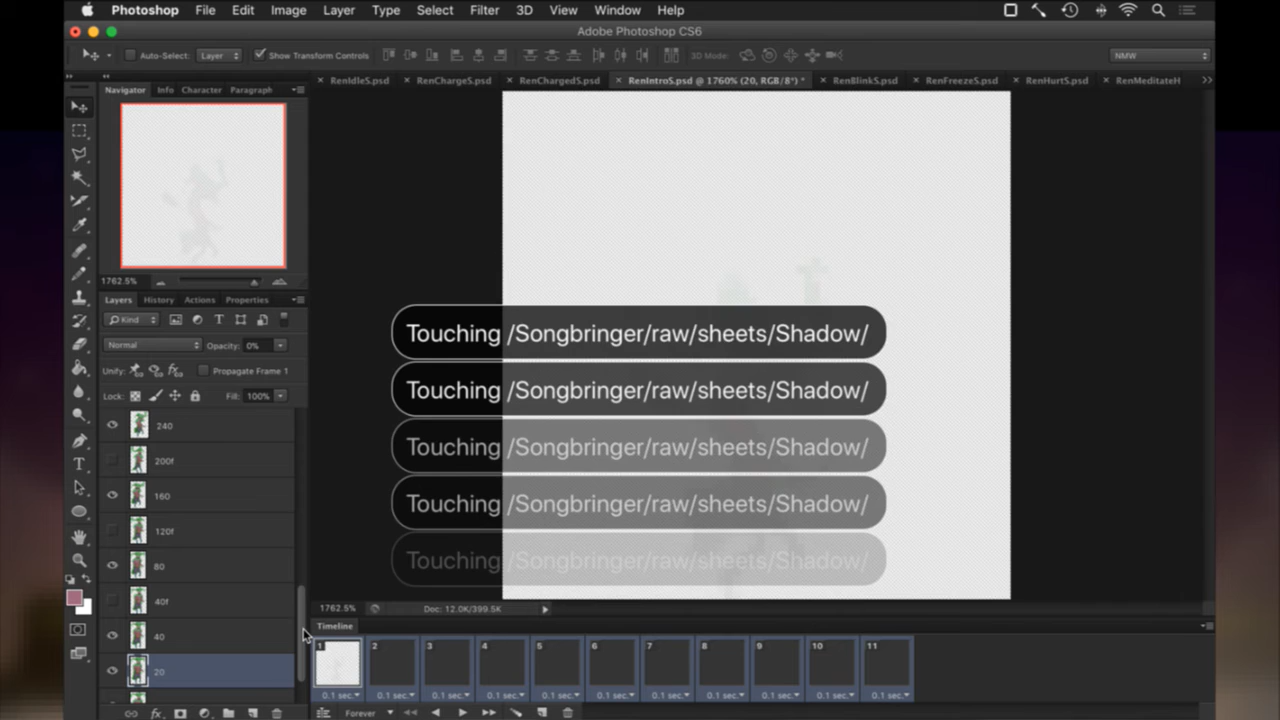 Photoshop File Edit Image Layer Type Select Filter 3D View Window Help
Adobe Photoshop CS6
Auto-Select: Layer Show Transform Controls 3D Mode: NMW
RenIdleS.psd RenChargeS.psd RenChargedS.psd RenIntroS.psd @ 1760% (20, RGB/8*) * RenBlinkS.psd RenFreezeS.psd RenHurtS.psd RenMeditateH
Navigator Info Character Paragraph
1762.5%
Layers History Actions Properties
Kind
Normal Opacity: 0%
Unify: Propagate Frame 1
Lock: Fill: 100%
240
200f
160
120f
80
40f
40
20
Touching /Songbringer/raw/sheets/Shadow/
Touching /Songbringer/raw/sheets/Shadow/
Touching /Songbringer/raw/sheets/Shadow/
Touching /Songbringer/raw/sheets/Shadow/
Touching /Songbringer/raw/sheets/Shadow/
1762.5% Doc: 12.0K/399.5K
Timeline
1 2 3 4 5 6 7 8 9 10 11
0.1 sec. 0.1 sec. 0.1 sec. 0.1 sec. 0.1 sec. 0.1 sec. 0.1 sec. 0.1 sec. 0.1 sec. 0.1 sec. 0.1 sec.
Forever